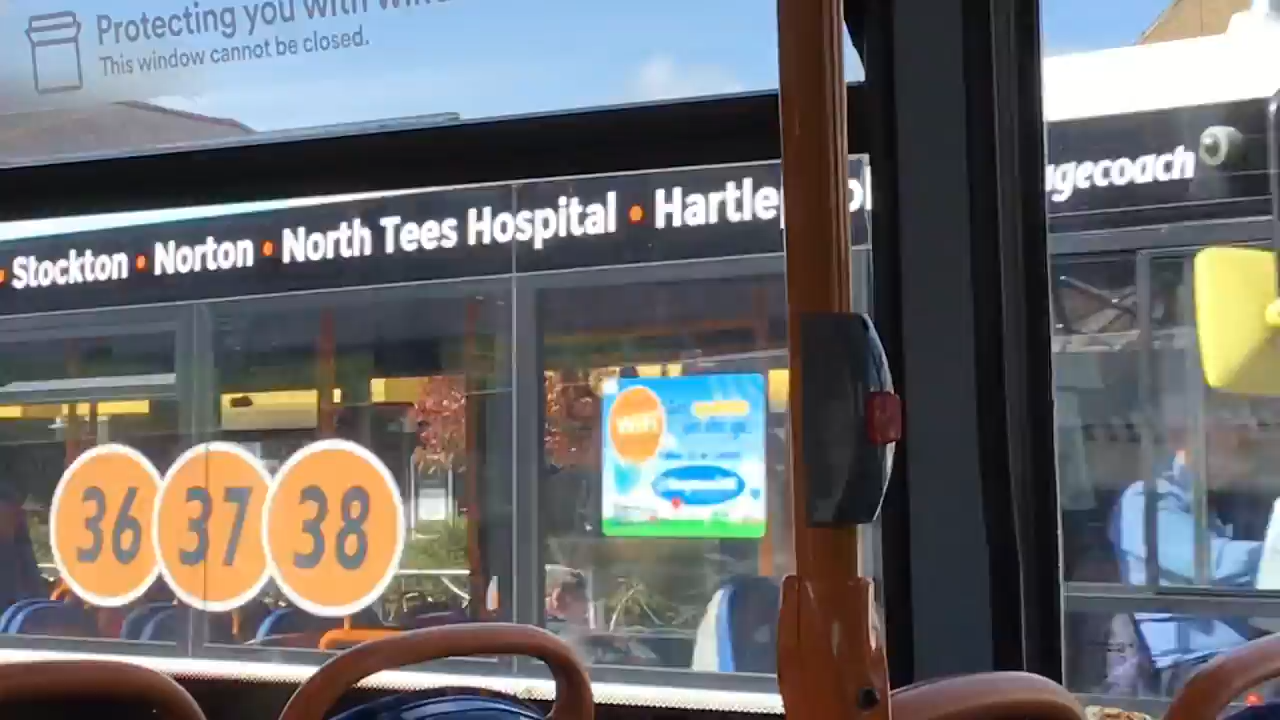 Protecting you with
This window cannot be closed.
Stockton • Norton • North Tees Hospital • Hartle
gecoach
36 37 38
WiFi